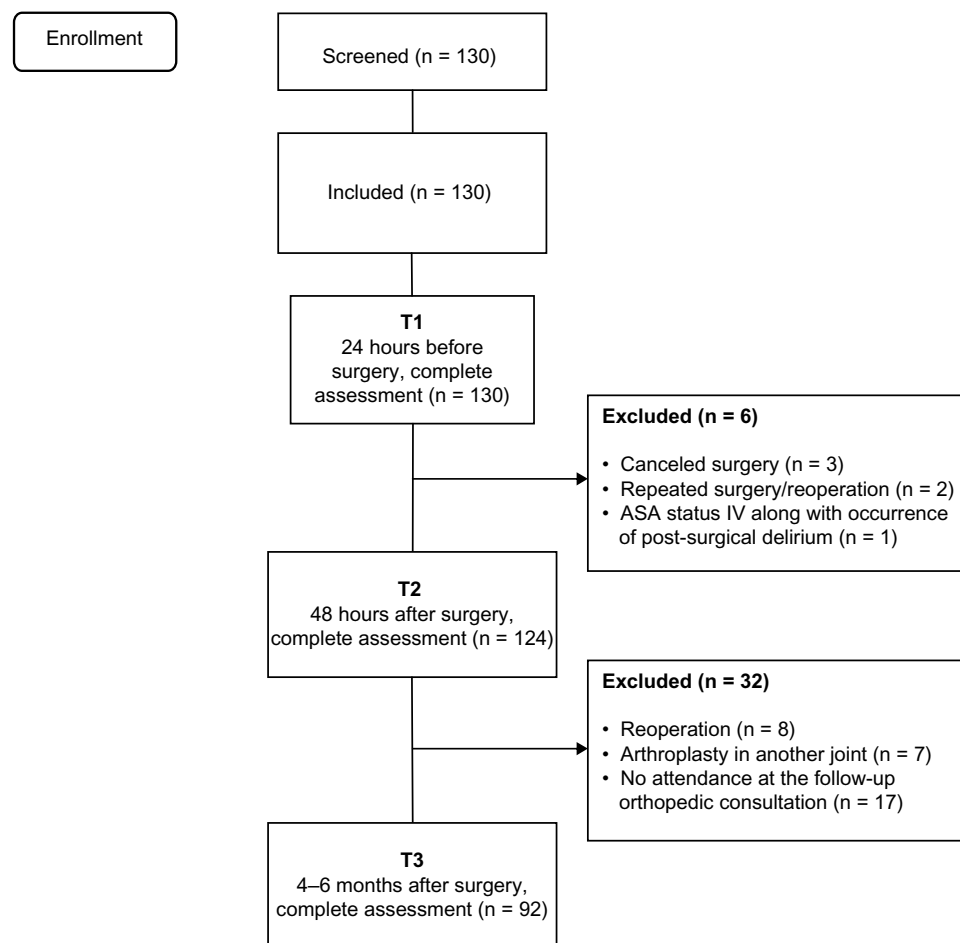 Enrollment
Screened (n = 130)
Included (n = 130)
T1
24 hours before
surgery, complete
assessment (n = 130)
Excluded (n = 6)
• Canceled surgery (n = 3)
• Repeated surgery/reoperation (n = 2)
• ASA status IV along with occurrence
of post-surgical delirium (n = 1)
T2
48 hours after surgery,
complete assessment (n = 124)
Excluded (n = 32)
• Reoperation (n = 8)
• Arthroplasty in another joint (n = 7)
• No attendance at the follow-up
orthopedic consultation (n = 17)
T3
4–6 months after surgery,
complete assessment (n = 92)